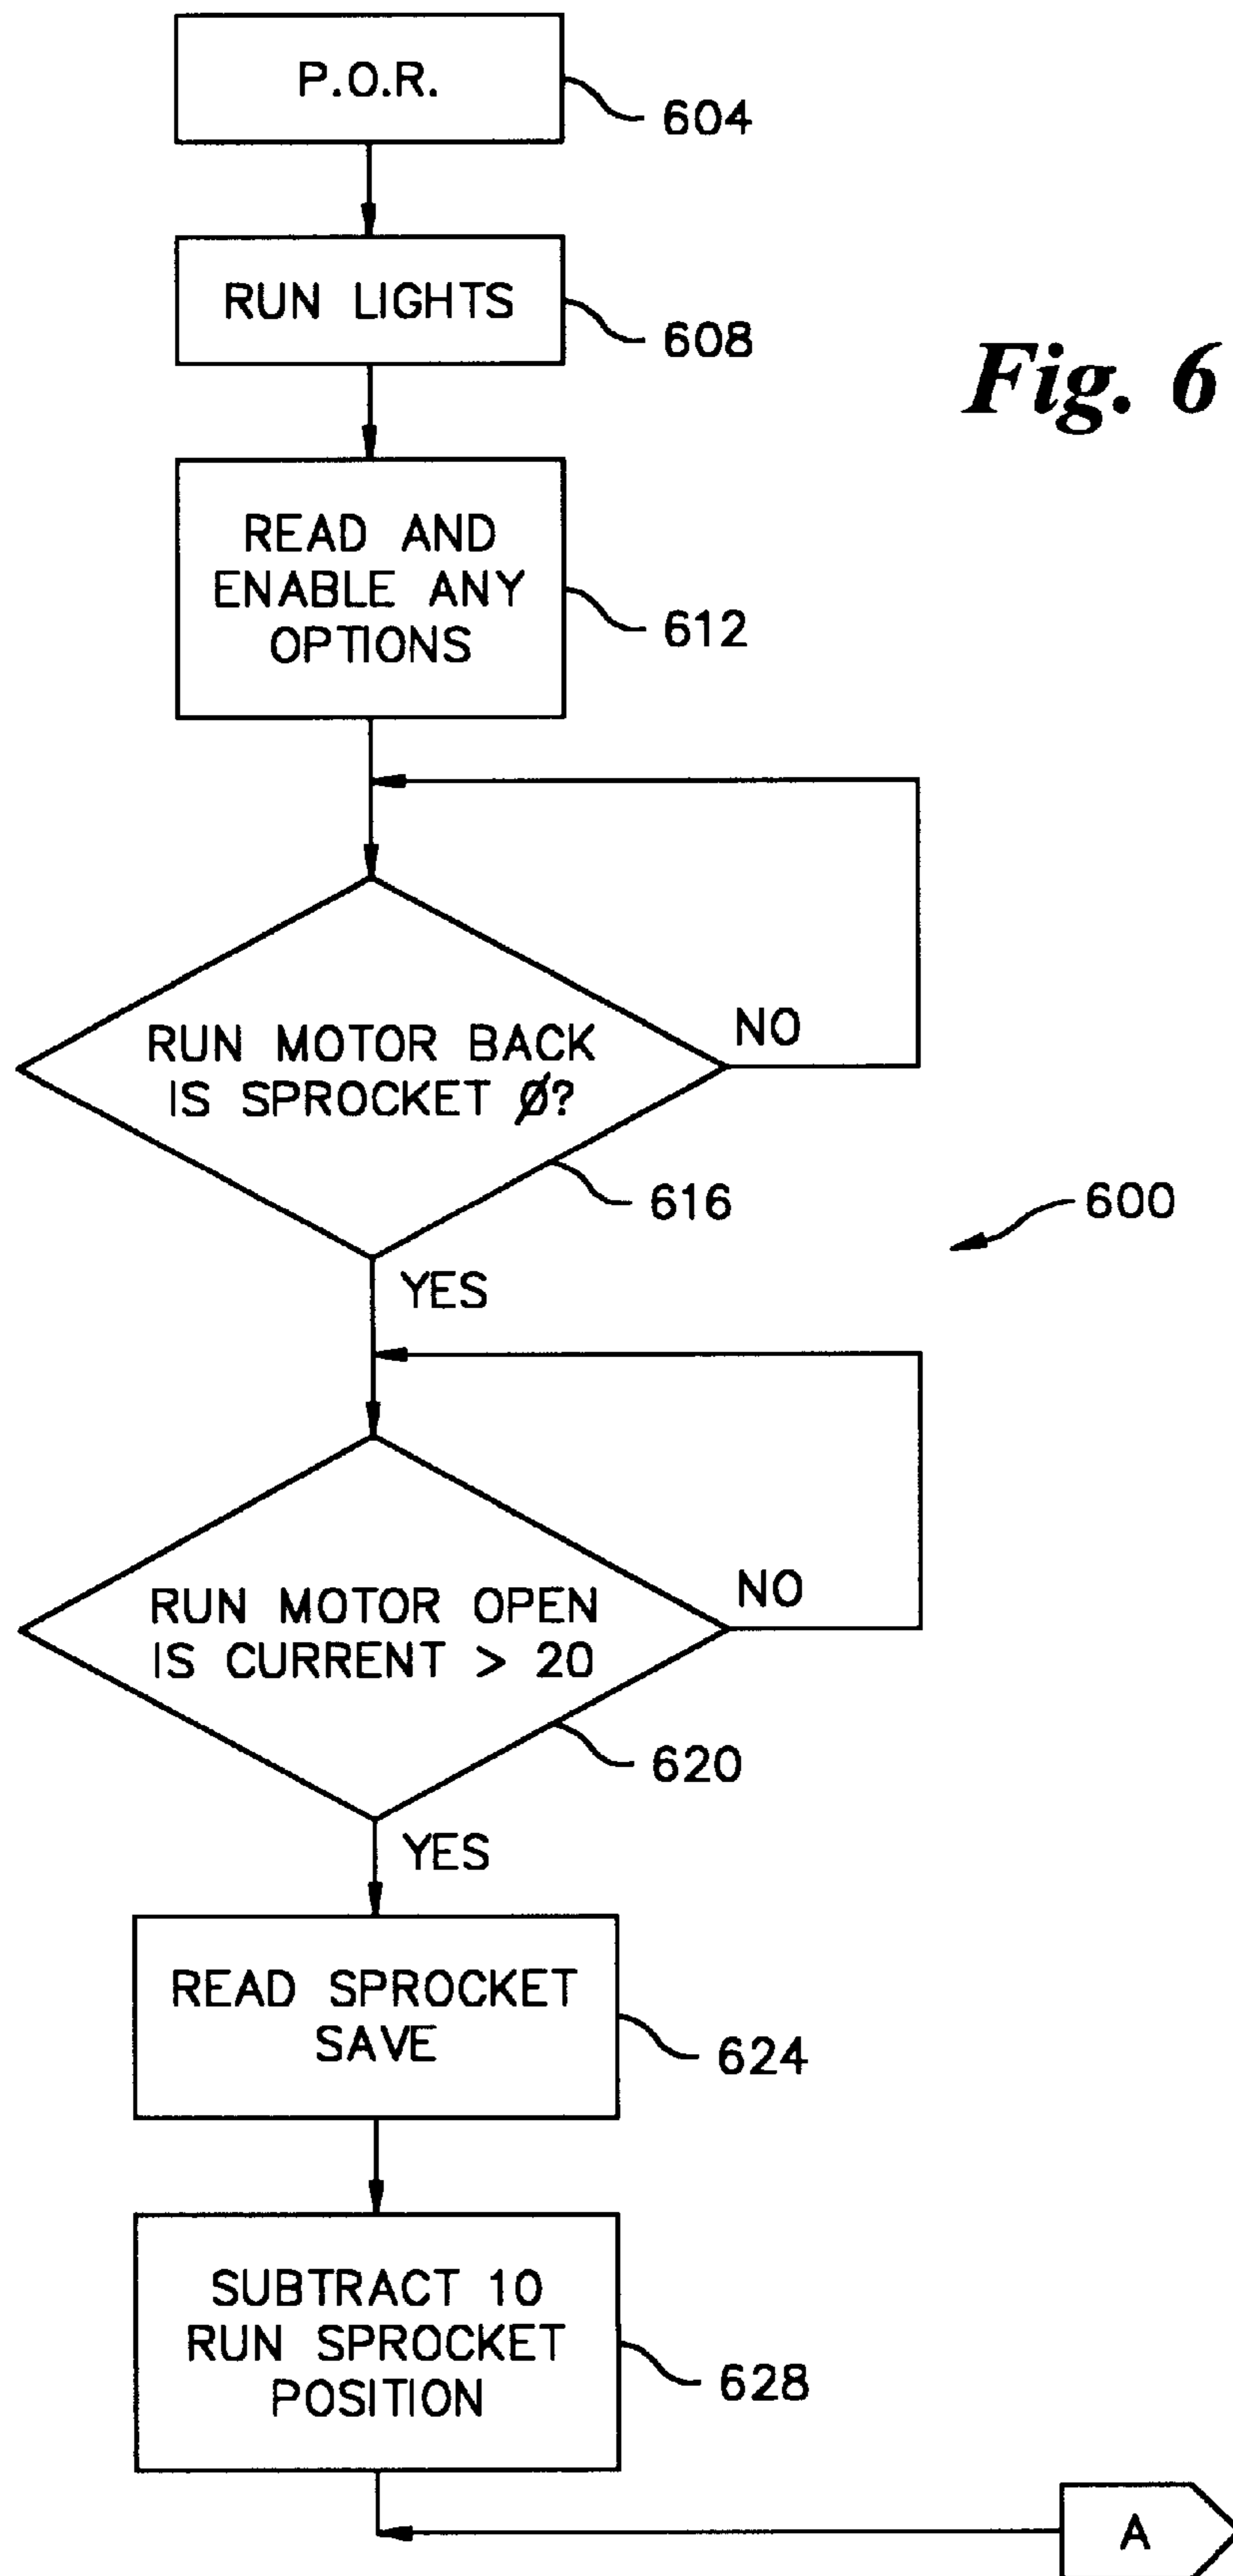 P.O.R.
604
RUN LIGHTS
608
Fig. 6
READ AND
ENABLE ANY
OPTIONS
612
RUN MOTOR BACK
IS SPROCKET Ø?
NO
616
600
YES
RUN MOTOR OPEN
IS CURRENT > 20
NO
620
YES
READ SPROCKET
SAVE
624
SUBTRACT 10
RUN SPROCKET
POSITION
628
A